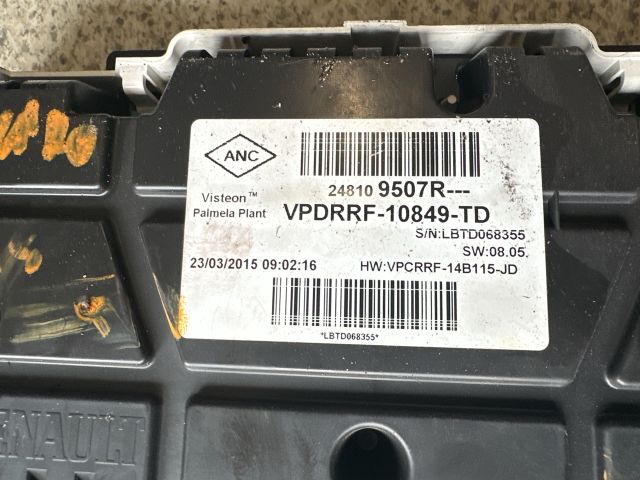 ANC
24810 9507R---
Visteon™
Palmela Plant
VPDRRF-10849-TD
S/N:LBTD068355
SW:08.05.
23/03/2015 09:02:16
HW:VPCRRF-14B115-JD
*LBTD068355*
RENAULT